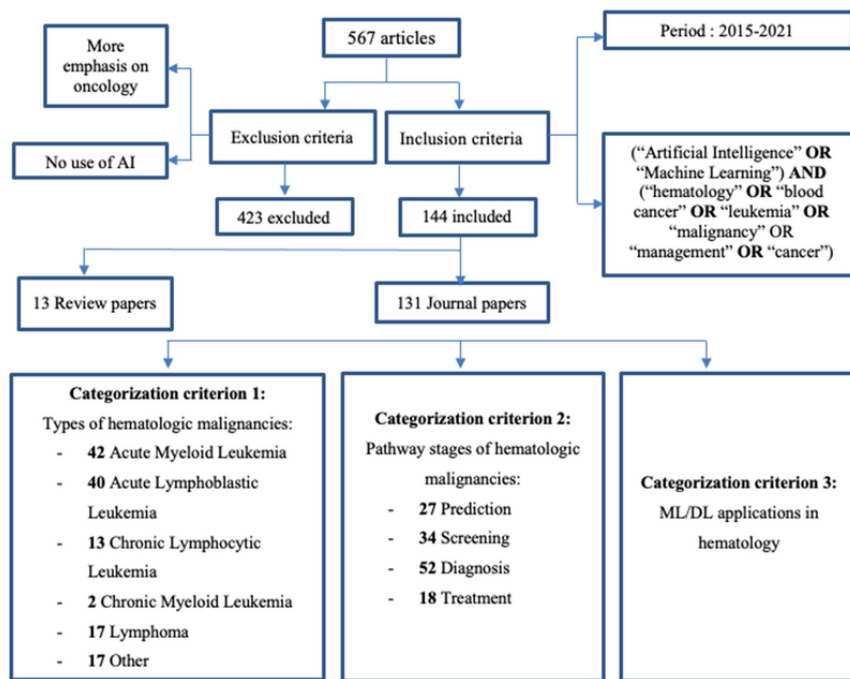 567 articles
More
emphasis on
oncology
Period : 2015-2021
Exclusion criteria
Inclusion criteria
No use of AI
(“Artificial Intelligence” OR
“Machine Learning”) AND
(“hematology” OR “blood
cancer” OR “leukemia” OR
“malignancy” OR
“management” OR “cancer”)
423 excluded
144 included
13 Review papers
131 Journal papers
Categorization criterion 1:
Types of hematologic malignancies:
- 42 Acute Myeloid Leukemia
- 40 Acute Lymphoblastic
Leukemia
- 13 Chronic Lymphocytic
Leukemia
- 2 Chronic Myeloid Leukemia
- 17 Lymphoma
- 17 Other
Categorization criterion 2:
Pathway stages of hematologic
malignancies:
- 27 Prediction
- 34 Screening
- 52 Diagnosis
- 18 Treatment
Categorization criterion 3:
ML/DL applications in
hematology